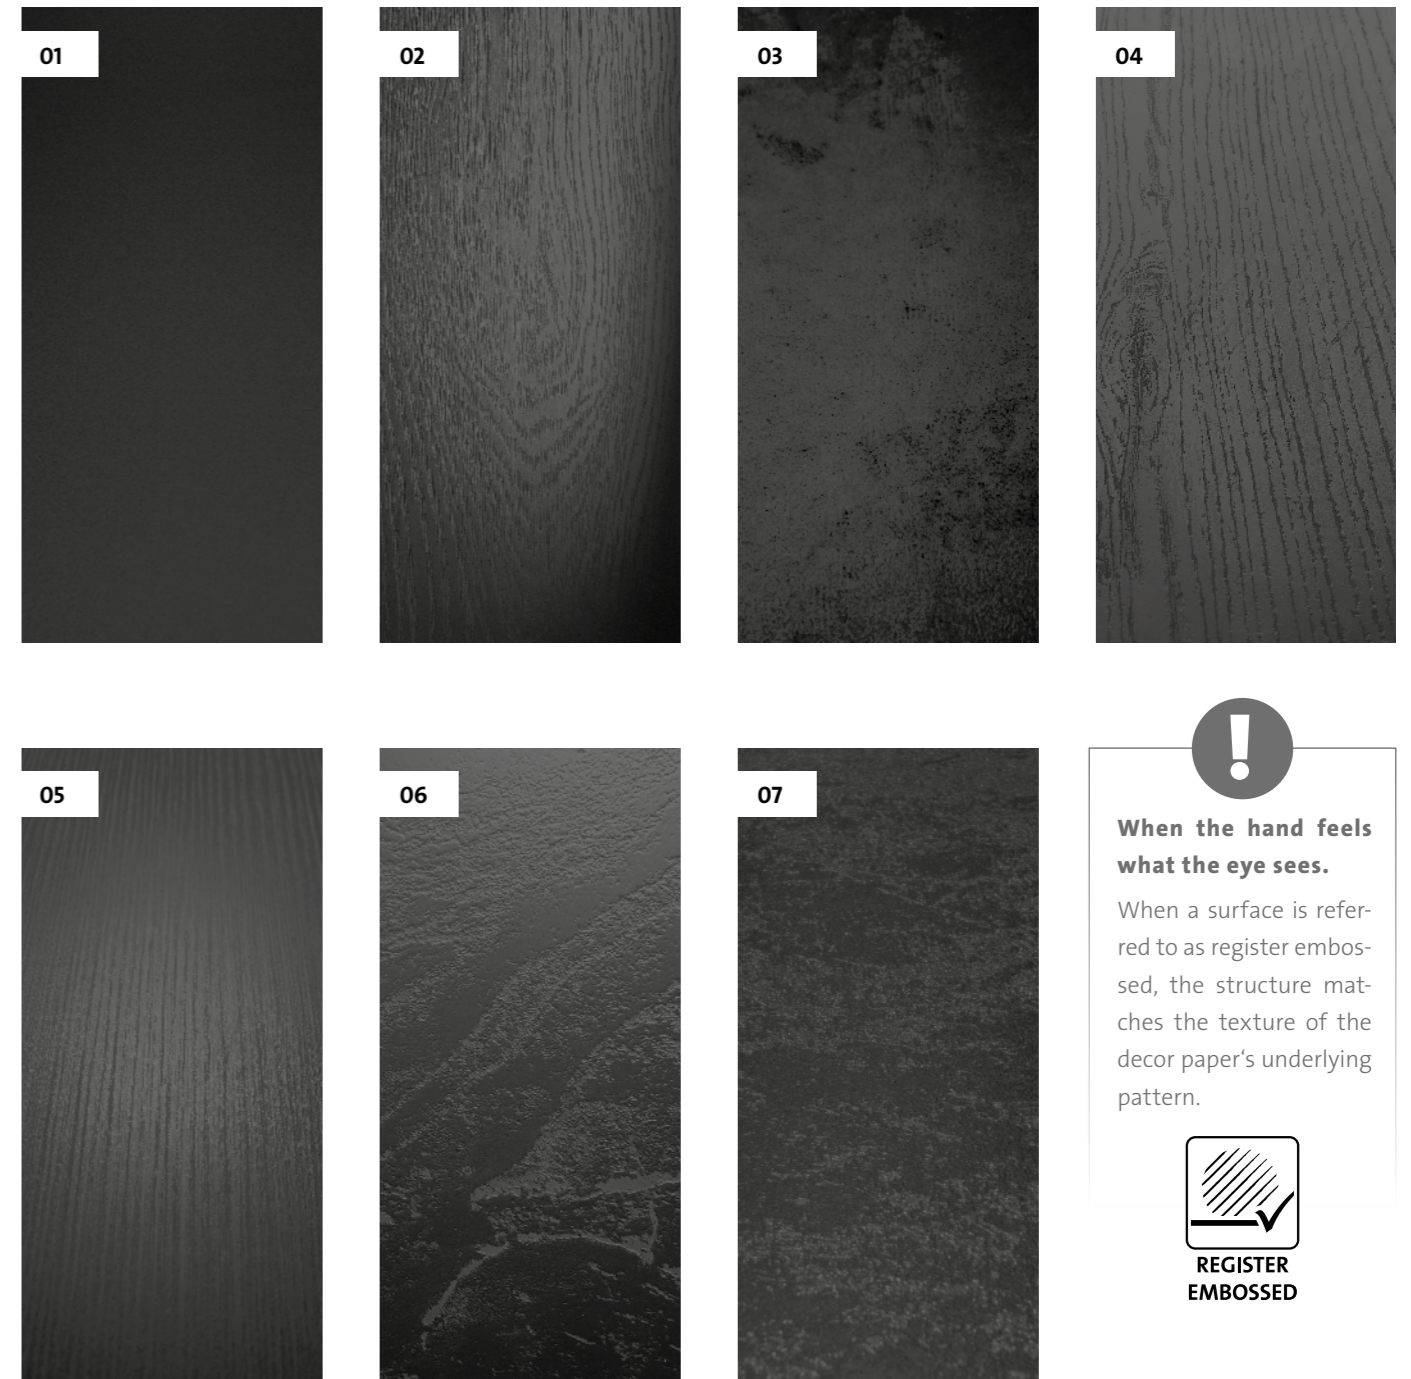 01
02
03
04
05
06
07
When the hand feels
what the eye sees.
When a surface is refer-
red to as register embos-
sed, the structure mat-
ches the texture of the
decor paper‘s underlying
pattern.
REGISTER
EMBOSSED